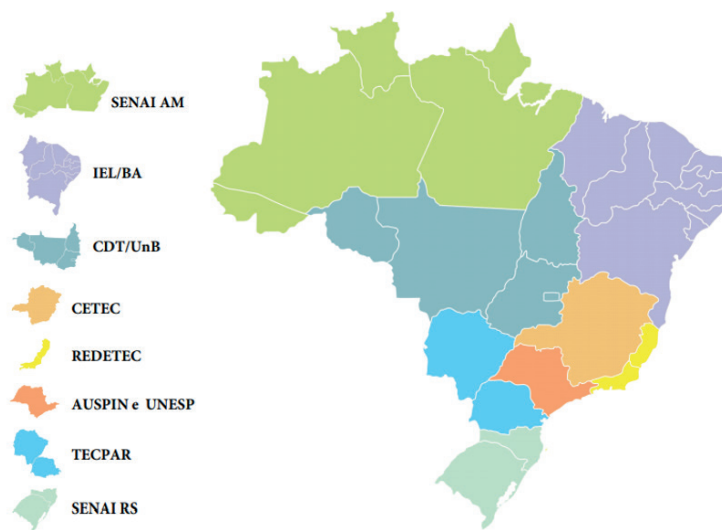 SENAI AM
IEL/BA
CDT/UnB
CETEC
REDETEC
AUSPIN e UNESP
TECPAR
SENAI RS